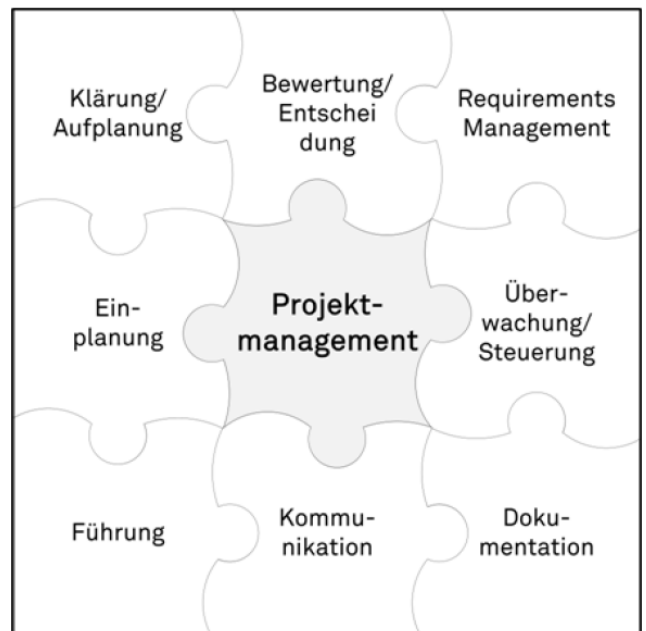 Klärung/
Aufplanung
Bewertung/
Entschei
dung
Requirements
Management
Ein-
planung
Projekt-
management
Über-
wachung/
Steuerung
Führung
Kommu-
nikation
Doku-
mentation